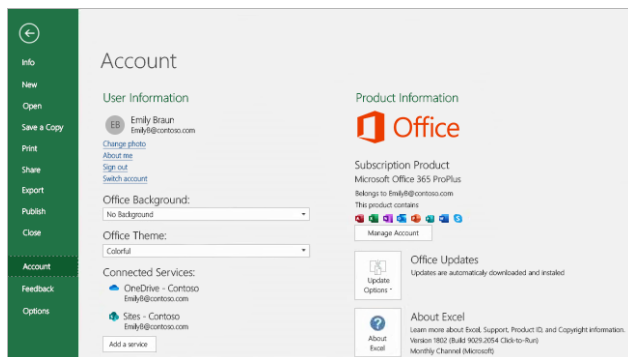 Info
New
Open
Save a Copy
Print
Share
Export
Publish
Close
Account
Feedback
Options
Account
User Information
EB
Emily Braun
EmilyB@contoso.com
Change photo
About me
Sign out
Switch account
Office Background:
No Background
Office Theme:
Colorful
Connected Services:
OneDrive - Contoso
EmilyB@contoso.com
Sites - Contoso
EmilyB@contoso.com
Add a service
Product Information
Office
Subscription Product
Microsoft Office 365 ProPlus
Belongs to EmilyB@contoso.com
This product contains
Manage Account
Update
Options
Office Updates
Updates are automaticaly downloaded and instaled
About
Excel
About Excel
Learn more about Excel, Support, Product ID, and Copyright information.
Version 1802 (Build 9029.2054 Click-to-Run)
Monthly Channel (Microsoft)